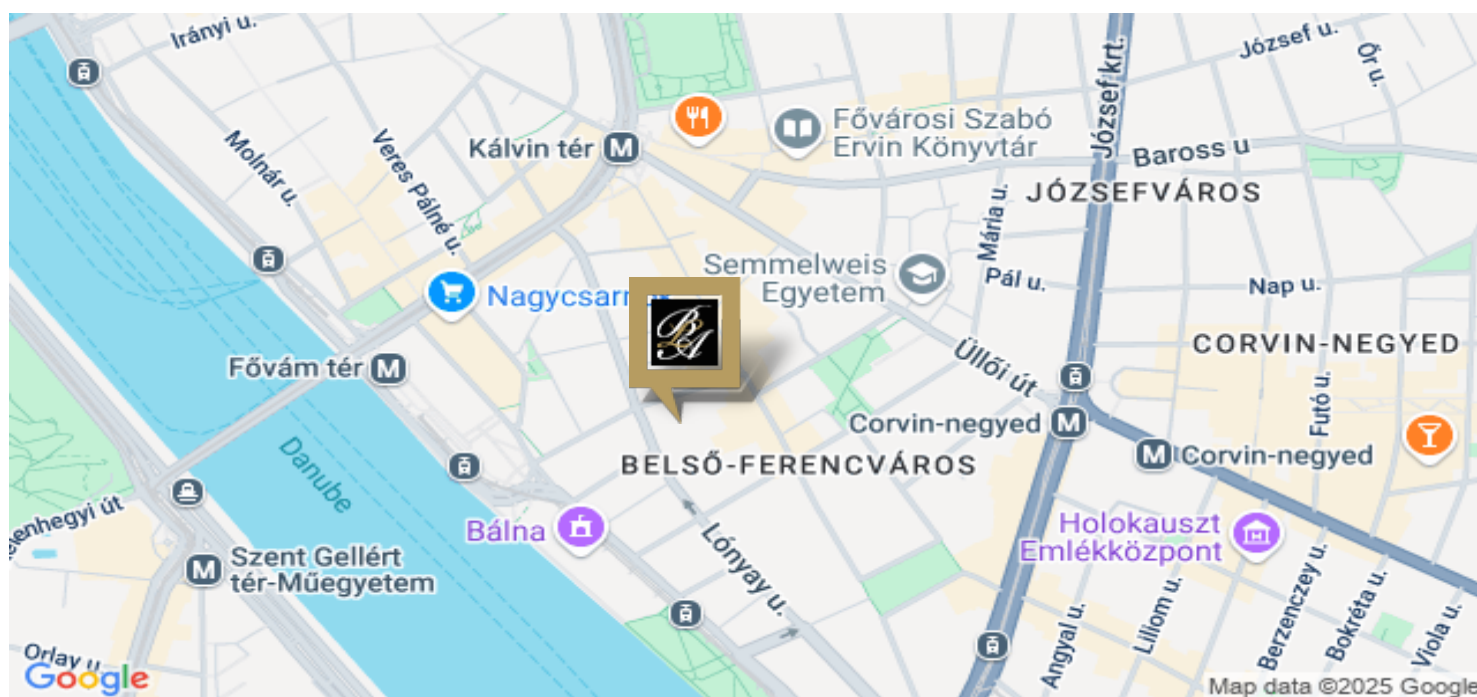 Irányi u.
József u.
Őr u.
József krt.
Molnár u.
Veres Pálné u.
Kálvin tér M
Fővárosi Szabó
Ervin Könyvtár
Baross u
JÓZSEFVÁROS
Mária u.
Semmelweis
Egyetem
Pál u.
Nap u.
Üllői út
CORVIN-NEGYED
Fővám tér M
Futó u.
Corvin-negyed M
M Corvin-negyed
BELSŐ-FERENCVÁROS
Danube
Bálna
Lónyay u.
Holokauszt
Emlékközpont
M Szent Gellért
tér-Műegyetem
Angyal u.
Liliom u.
Berzenczey u.
Bokréta u.
Viola u.
Orlay u.
Google
Map data ©2025 Google